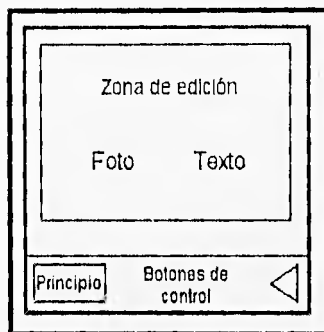 Zona de edición
Foto Texto
Principio Botones de
control